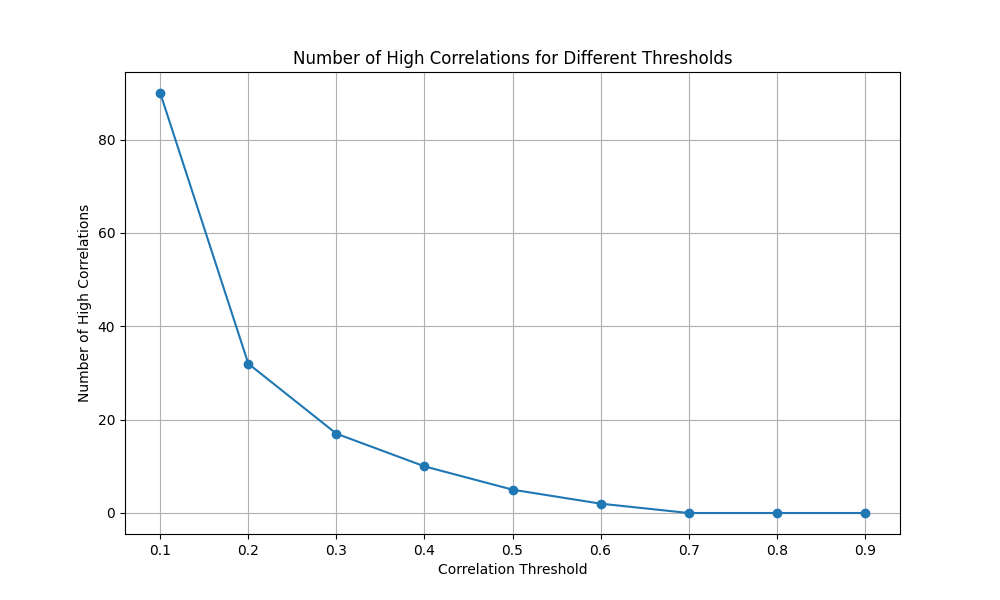 Number of High Correlations for Different Thresholds
Number of High Correlations
80
60
40
20
0
0.1 0.2 0.3 0.4 0.5 0.6 0.7 0.8 0.9
Correlation Threshold